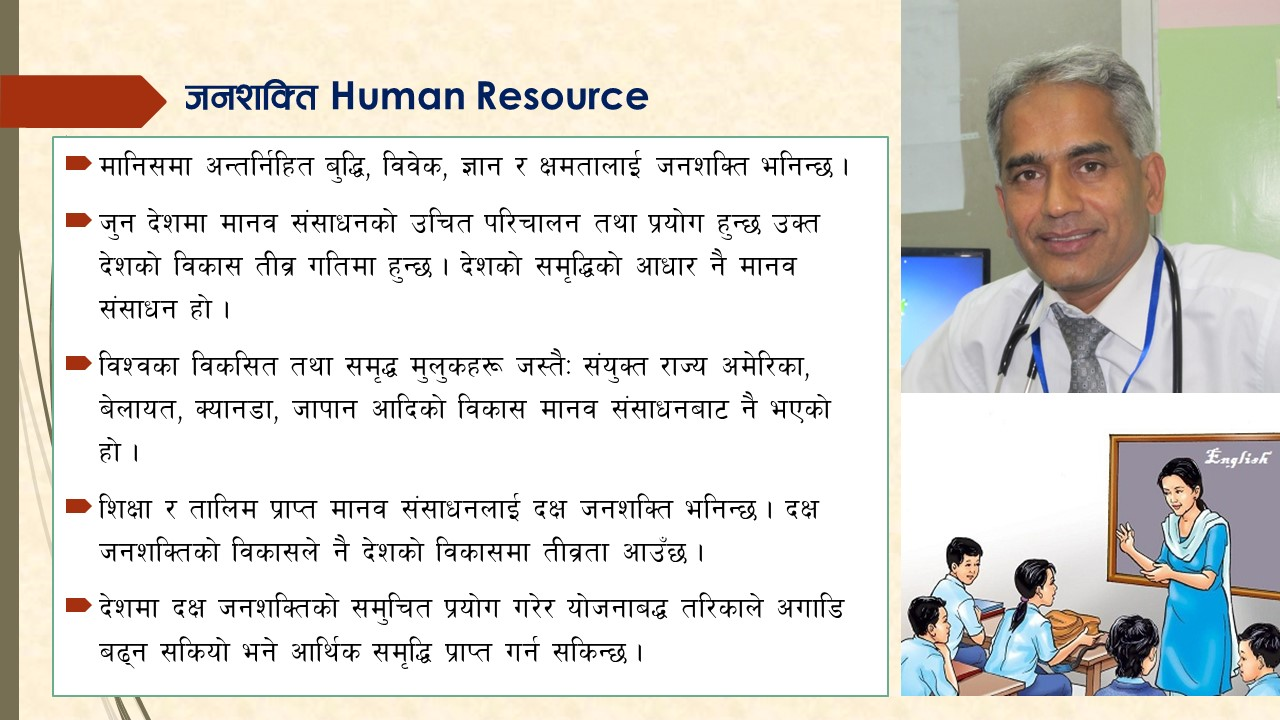 जनशक्ति Human Resource
मानिसमा अन्तर्निहित बुद्धि, विवेक, ज्ञान र क्षमतालाई जनशक्ति भनिन्छ ।
जुन देशमा मानव संसाधनको उचित परिचालन तथा प्रयोग हुन्छ उक्त
देशको विकास तीव्र गतिमा हुन्छ । देशको समृद्धिको आधार नै मानव
संसाधन हो ।
विश्वका विकसित तथा समृद्ध मुलुकहरू जस्तैः संयुक्त राज्य अमेरिका,
बेलायत, क्यानडा, जापान आदिको विकास मानव संसाधनबाट नै भएको
हो ।
शिक्षा र तालिम प्राप्त मानव संसाधनलाई दक्ष जनशक्ति भनिन्छ । दक्ष
जनशक्तिको विकासले नै देशको विकासमा तीव्रता आउँछ ।
देशमा दक्ष जनशक्तिको समुचित प्रयोग गरेर योजनाबद्ध तरिकाले अगाडि
बढ्न सकियो भने आर्थिक समृद्धि प्राप्त गर्न सकिन्छ ।
English